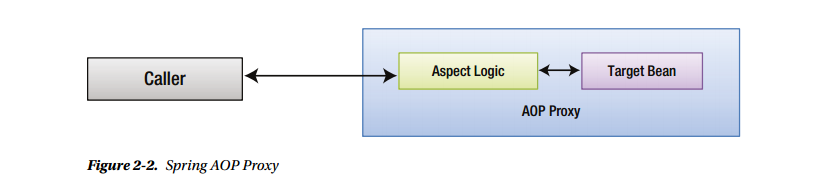 Caller
Aspect Logic
Target Bean
AOP Proxy
Figure 2-2. Spring AOP Proxy